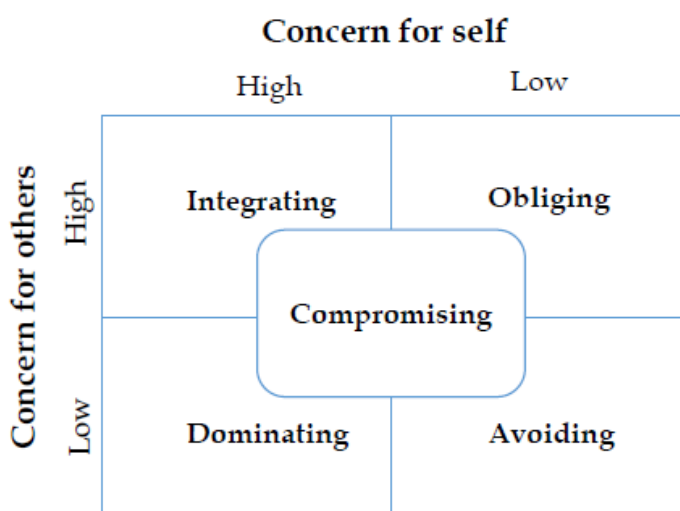 Concern for self
High
Low
Concern for others
High
Integrating
Obliging
Compromising
Low
Dominating
Avoiding